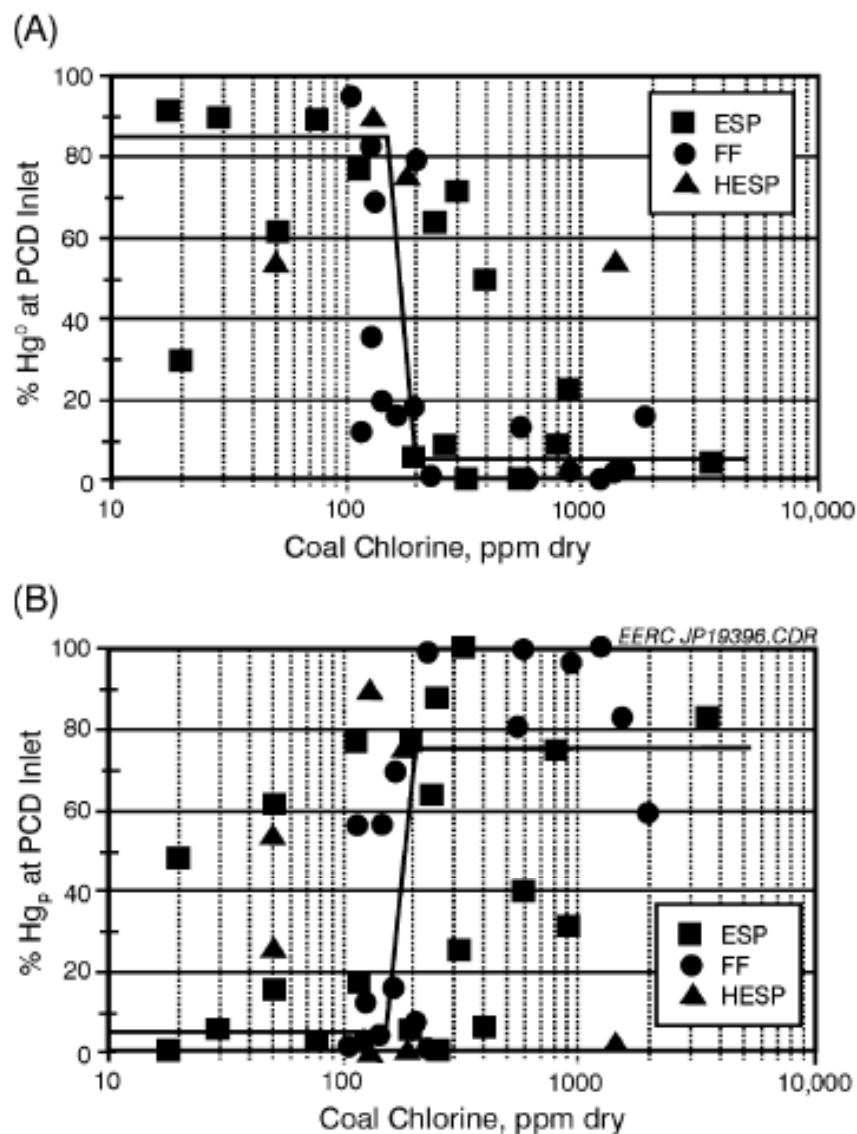 (A)
100
80
60
40
20
0
% Hg⁰ at PCD Inlet
ESP
FF
HESP
10
100
1000
10,000
Coal Chlorine, ppm dry
(B)
EERC JP19396.CDR
100
80
60
40
20
0
% Hgₚ at PCD Inlet
ESP
FF
HESP
10
100
1000
10,000
Coal Chlorine, ppm dry